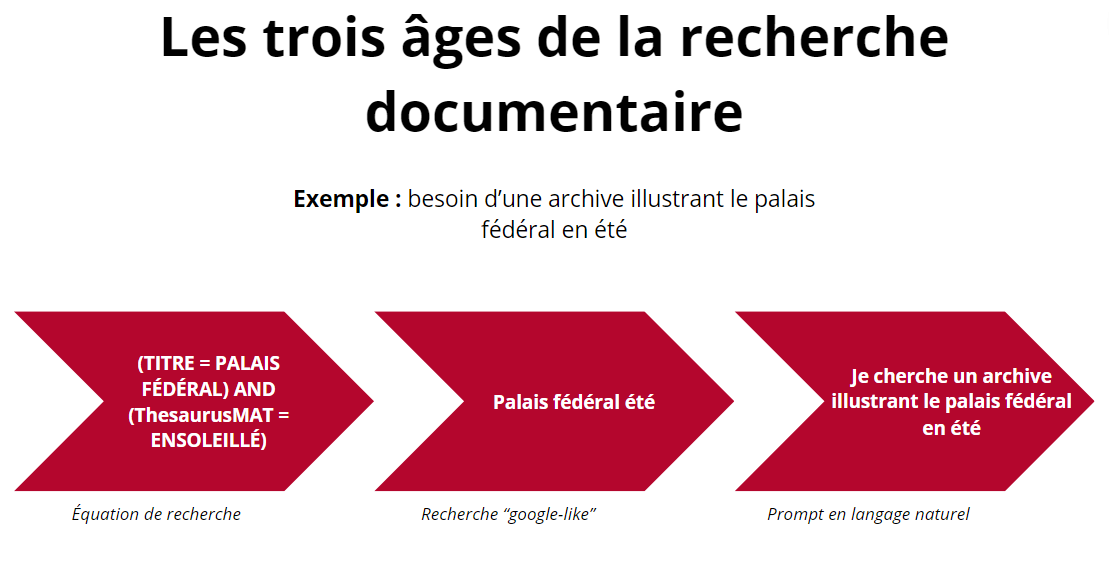 Les trois âges de la recherche
documentaire
Exemple : besoin d’une archive illustrant le palais
fédéral en été
(TITRE = PALAIS
FÉDÉRAL) AND
(ThesaurusMAT =
ENSOLEILLÉ)
Équation de recherche
Palais fédéral été
Recherche “google-like”
Je cherche un archive
illustrant le palais fédéral
en été
Prompt en langage naturel